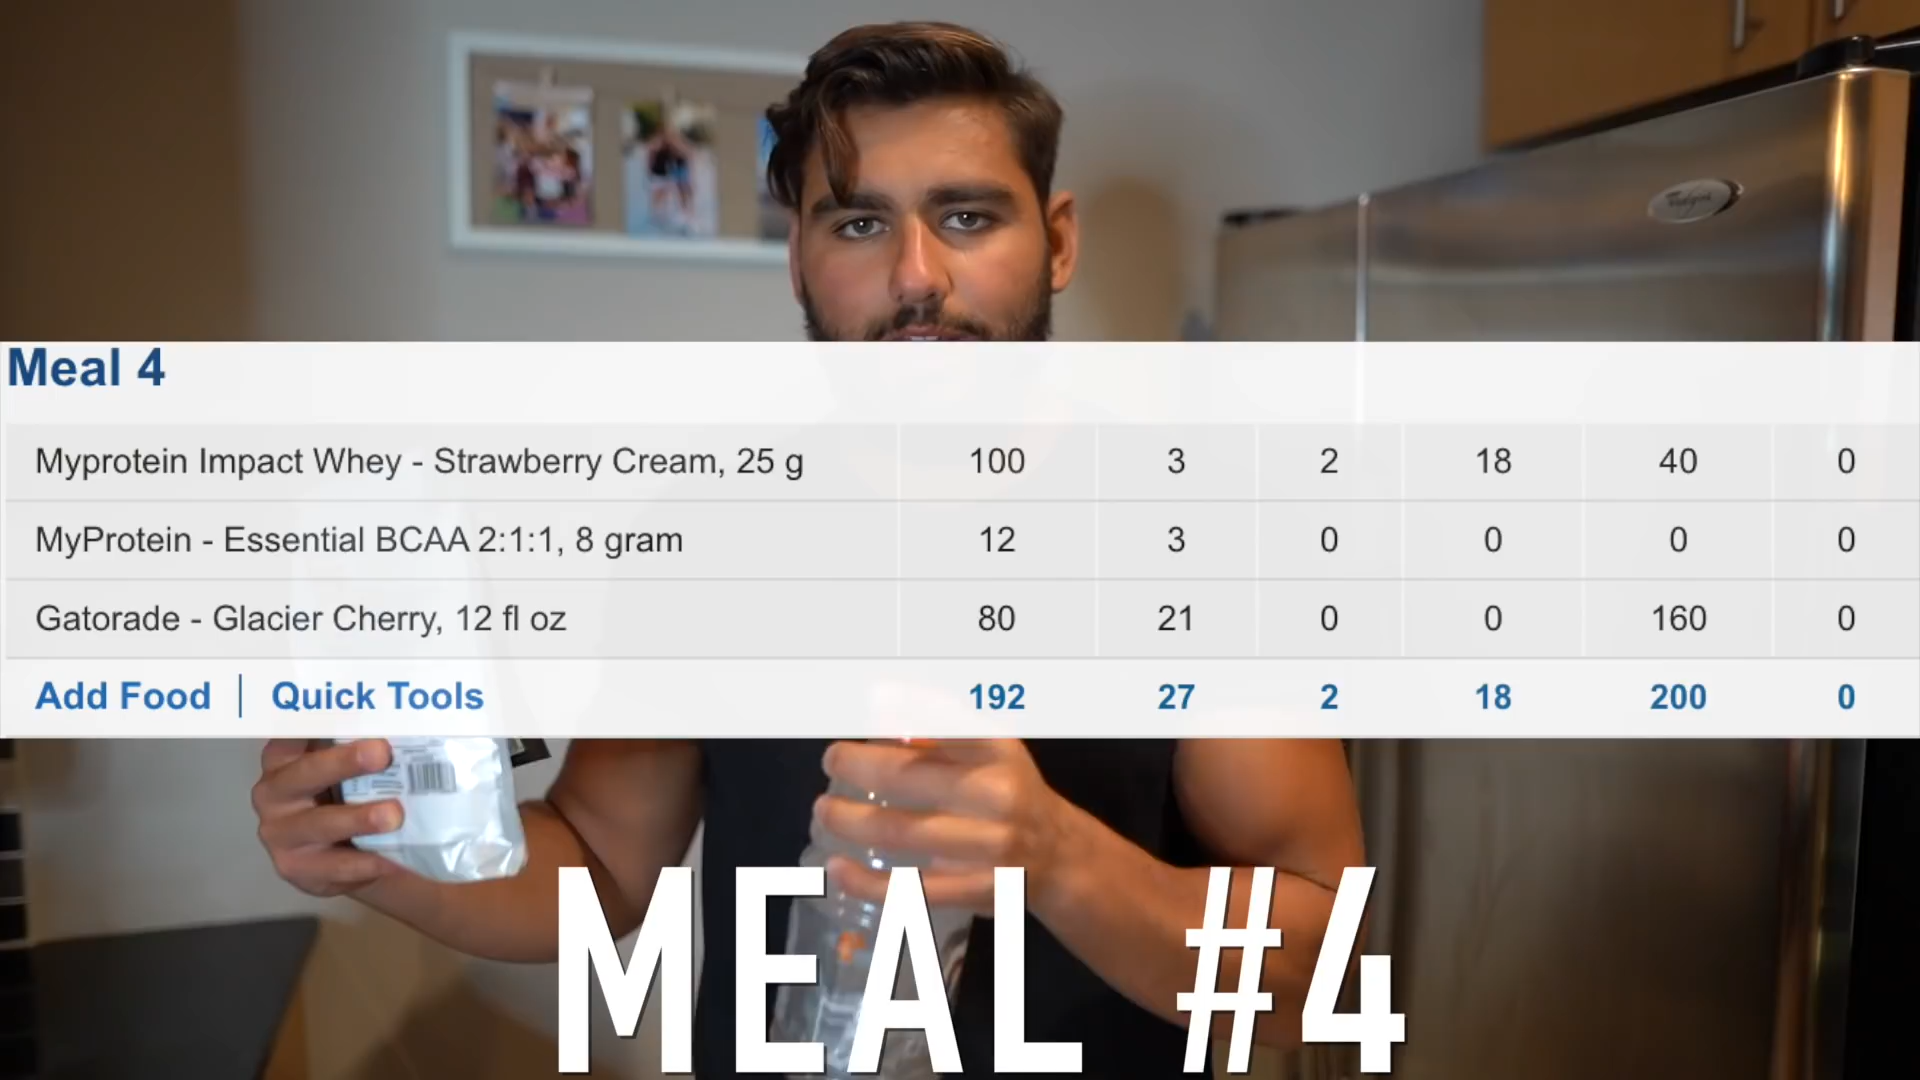 Meal 4
Myprotein Impact Whey - Strawberry Cream, 25 g 100 3 2 18 40 0
MyProtein - Essential BCAA 2:1:1, 8 gram 12 3 0 0 0 0
Gatorade - Glacier Cherry, 12 fl oz 80 21 0 0 160 0
Add Food | Quick Tools 192 27 2 18 200 0
MEAL #4